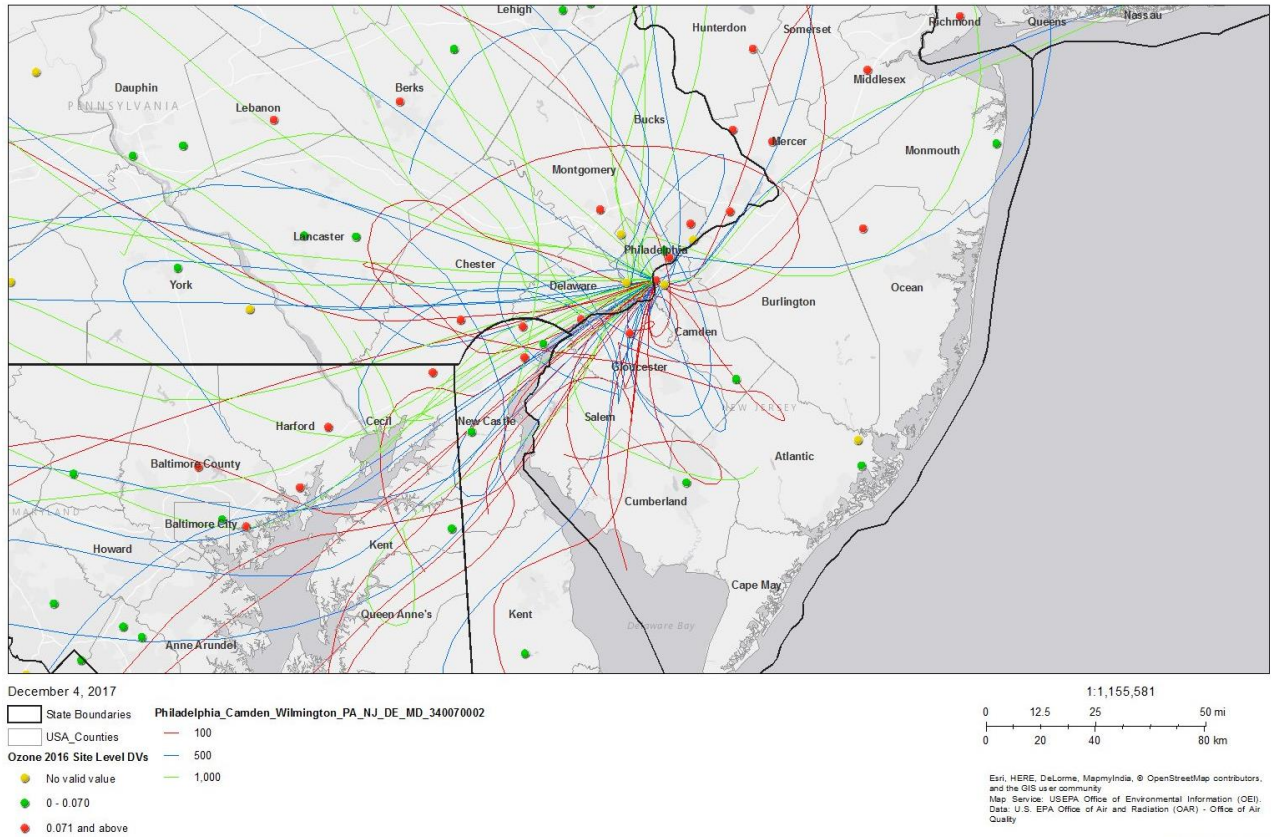 Lehigh
Hunterdon
Somerset
Richmond
Queens
Nassau
Dauphin
PENNSYLVANIA
Lebanon
Berks
Middlesex
Bucks
Mercer
Monmouth
Montgomery
Lancaster
Philadelphia
Chester
York
Delaware
Ocean
Burlington
Camden
Gloucester
NEW JERSEY
Harford
Cecil
New Castle
Salem
Baltimore County
Atlantic
Cumberland
MARYLAND
Baltimore City
Howard
Kent
Cape May
Queen Anne's
Kent
Delaware Bay
Anne Arundel
December 4, 2017
State Boundaries
USA_Counties
Ozone 2016 Site Level DVs
No valid value
0 - 0.070
0.071 and above
Philadelphia_Camden_Wilmington_PA_NJ_DE_MD_340070002
100
500
1,000
1:1,155,581
0 12.5 25 50 mi
0 20 40 80 km
Esri, HERE, DeLorme, MapmyIndia, © OpenStreetMap contributors,
and the GIS user community
Map Service: USEPA Office of Environmental Information (OEI).
Data: U.S. EPA Office of Air and Radiation (OAR) - Office of Air
Quality